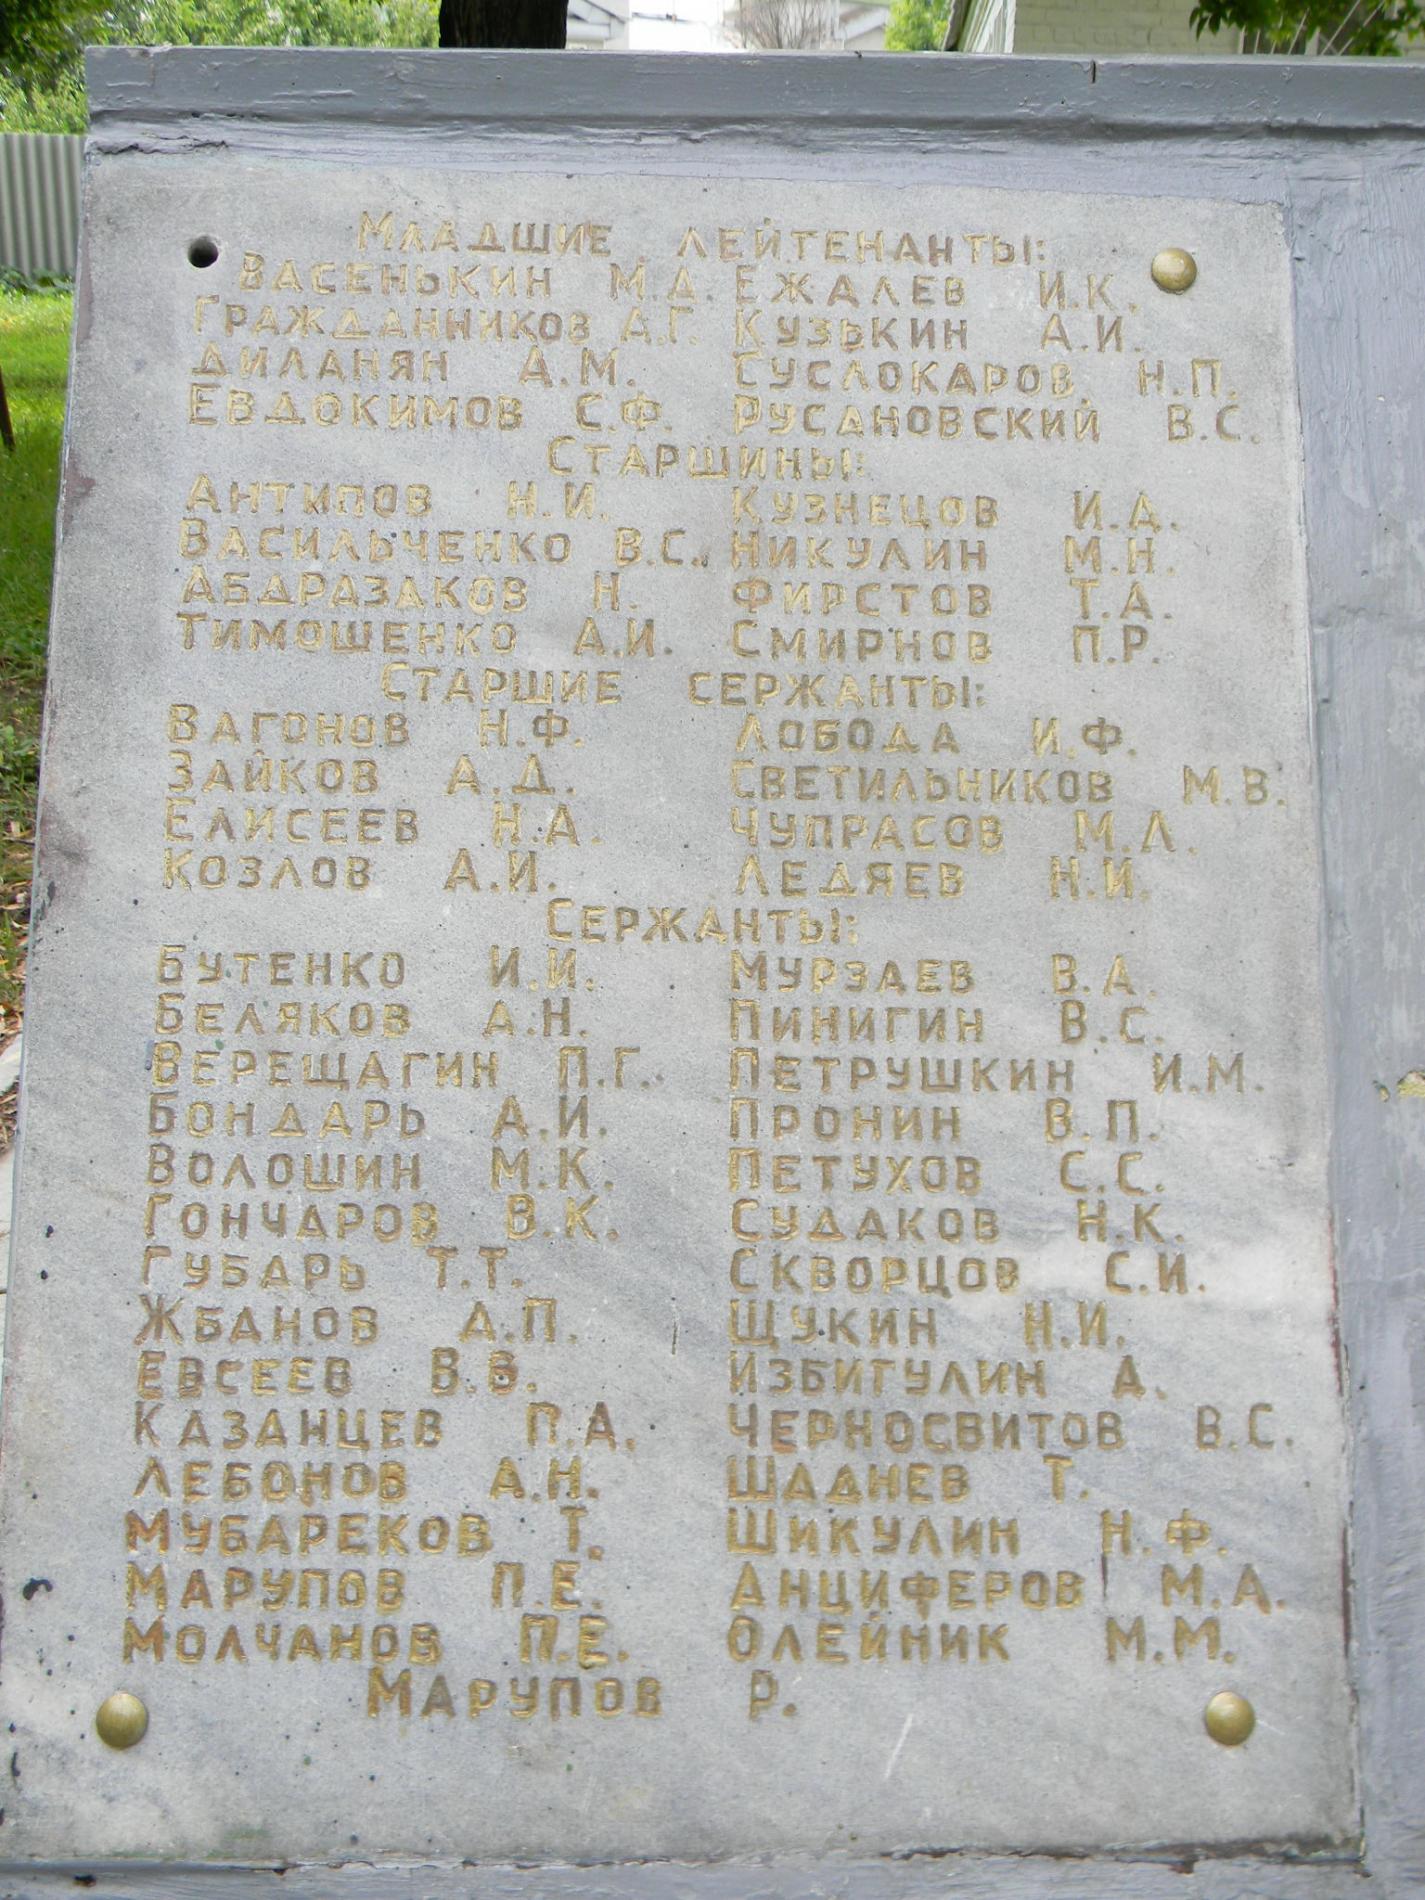 Младшие лейтенанты:
Васенькин М.Д. Ежалев И.К.
Гражданников А.Г. Кузькин А.И.
Диланян А.М. Суслокаров Н.П.
Евдокимов С.Ф. Русановский В.С.
Старшины:
Антипов Н.И. Кузнецов И.Д.
Васильченко В.С. Никулин М.Н.
Абдразаков Н. Фирстов Т.А.
Тимошенко А.И. Смирнов П.Р.
Старшие сержанты:
Вагонов Н.Ф. Лобода И.Ф.
Зайков А.Д. Светильников М.В.
Елисеев Н.А. Чупрасов М.Л.
Козлов А.И. Ледяев Н.И.
Сержанты:
Бутенко И.И. Мурзаев В.А.
Беляков А.Н. Пинигин В.С.
Верещагин П.Г. Петрушкин И.М.
Бондарь А.И. Пронин В.П.
Волошин М.К. Петухов С.С.
Гончаров В.К. Судаков Н.К.
Губарь Т.Т. Скворцов С.И.
Жбанов А.П. Щукин Н.И.
Евсеев В.В. Избигулин А.
Казанцев П.А. Черносвитов В.С.
Лебонов А.Н. Шаднев Т.
Мубареков Т. Шикулин Н.Ф.
Марупов П.Е. Анциферов М.А.
Молчанов П.Е. Олейник М.М.
Марупов Р.